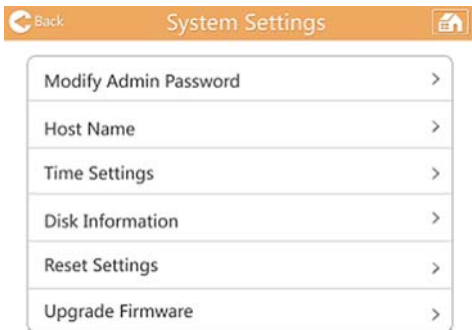 Back System Settings
Modify Admin Password
Host Name
Time Settings
Disk Information
Reset Settings
Upgrade Firmware